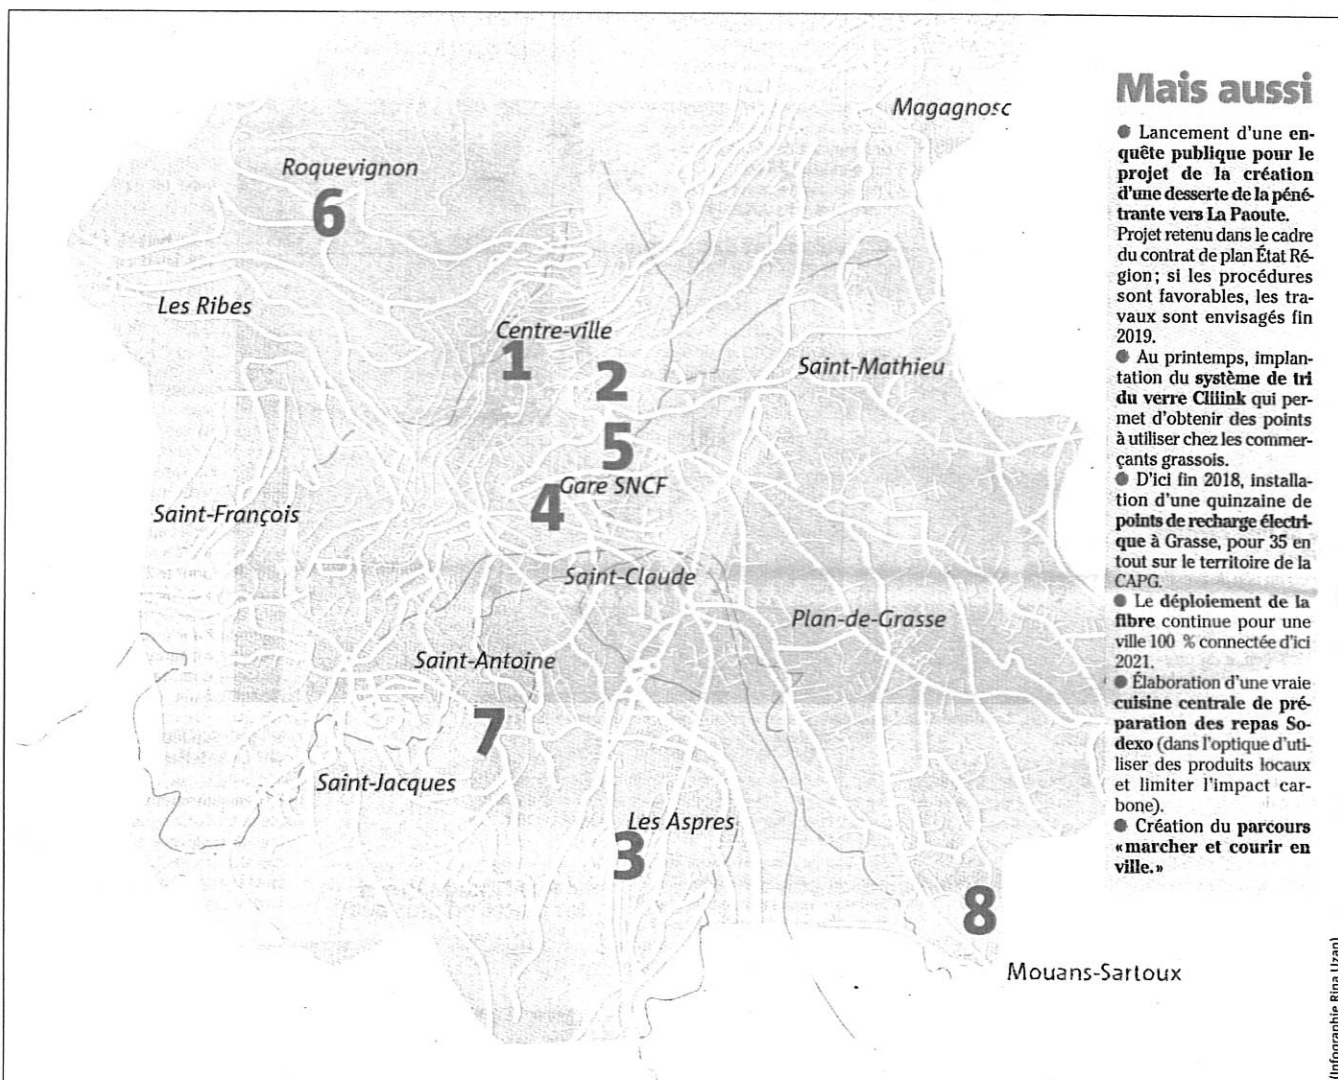 Magagnosc
Roquevignon
6
Les Ribes
Centre-ville
1
2
Saint-Mathieu
5
Gare SNCF
4
Saint-François
Saint-Claude
Plan-de-Grasse
Saint-Antoine
7
Saint-Jacques
Les Aspres
3
8
Mouans-Sartoux
Mais aussi
● Lancement d'une en-
quête publique pour le
projet de la création
d'une desserte de la péné-
trante vers La Paoute.
Projet retenu dans le cadre
du contrat de plan État Ré-
gion; si les procédures
sont favorables, les tra-
vaux sont envisagés fin
2019.
● Au printemps, implan-
tation du système de tri
du verre Cliiink qui per-
met d'obtenir des points
à utiliser chez les commer-
çants grassois.
● D'ici fin 2018, installa-
tion d'une quinzaine de
points de recharge électri-
que à Grasse, pour 35 en
tout sur le territoire de la
CAPG.
● Le déploiement de la
fibre continue pour une
ville 100 % connectée d'ici
2021.
● Élaboration d'une vraie
cuisine centrale de pré-
paration des repas So-
dexo (dans l'optique d'uti-
liser des produits locaux
et limiter l'impact car-
bone).
● Création du parcours
«marcher et courir en
ville.»
(Infographie Rina Uzan)